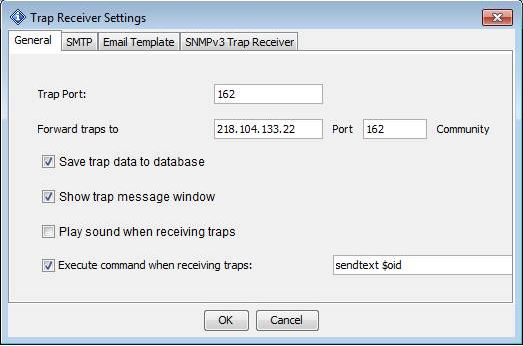 Trap Receiver Settings
General SMTP Email Template SNMPv3 Trap Receiver
Trap Port: 162
Forward traps to 218.104.133.22 Port 162 Community
Save trap data to database
Show trap message window
Play sound when receiving traps
Execute command when receiving traps: sendtext $oid
OK Cancel